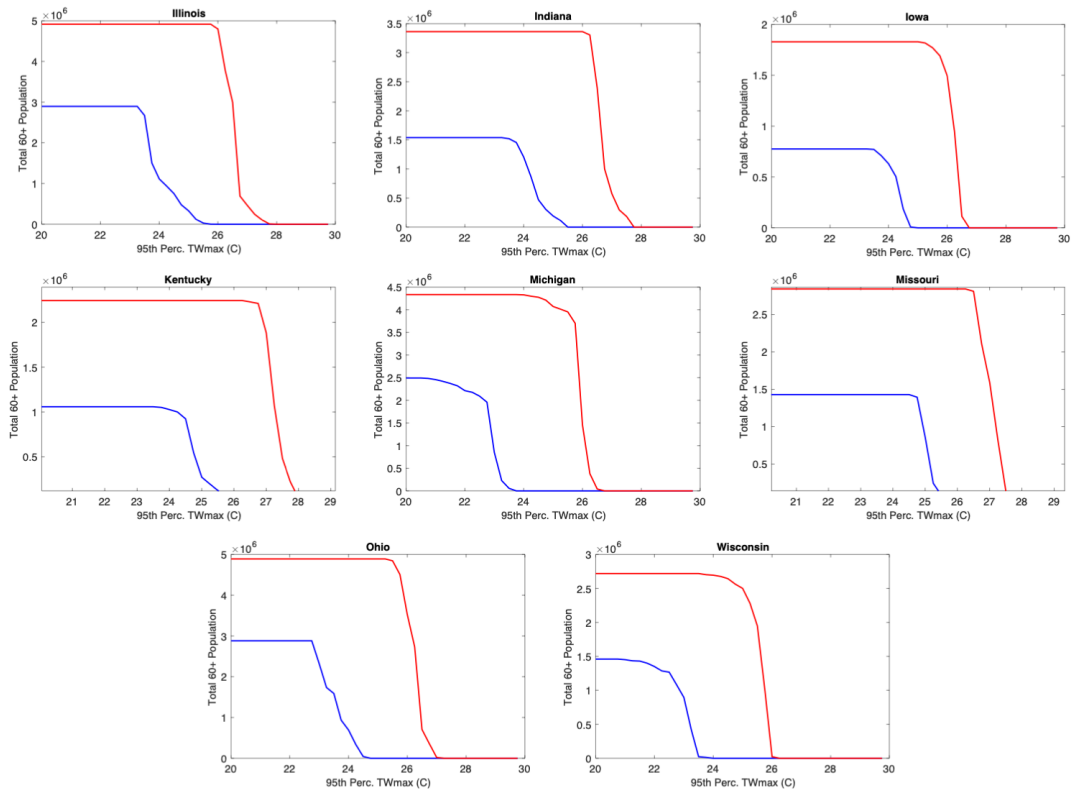 Illinois
×10^6
5
4
3
2
1
0
Total 60+ Population
20 22 24 26 28 30
95th Perc. TWmax (C)
Indiana
×10^6
3.5
3
2.5
2
1.5
1
0.5
0
Total 60+ Population
20 22 24 26 28 30
95th Perc. TWmax (C)
Iowa
×10^6
2
1.5
1
0.5
0
Total 60+ Population
20 22 24 26 28 30
95th Perc. TWmax (C)
Kentucky
×10^6
2
1.5
1
0.5
Total 60+ Population
21 22 23 24 25 26 27 28 29
95th Perc. TWmax (C)
Michigan
×10^6
4.5
4
3.5
3
2.5
2
1.5
1
0.5
0
Total 60+ Population
20 22 24 26 28 30
95th Perc. TWmax (C)
Missouri
×10^6
2.5
2
1.5
1
0.5
Total 60+ Population
21 22 23 24 25 26 27 28 29
95th Perc. TWmax (C)
Ohio
×10^6
5
4
3
2
1
0
Total 60+ Population
20 22 24 26 28 30
95th Perc. TWmax (C)
Wisconsin
×10^6
3
2.5
2
1.5
1
0.5
0
Total 60+ Population
20 22 24 26 28 30
95th Perc. TWmax (C)